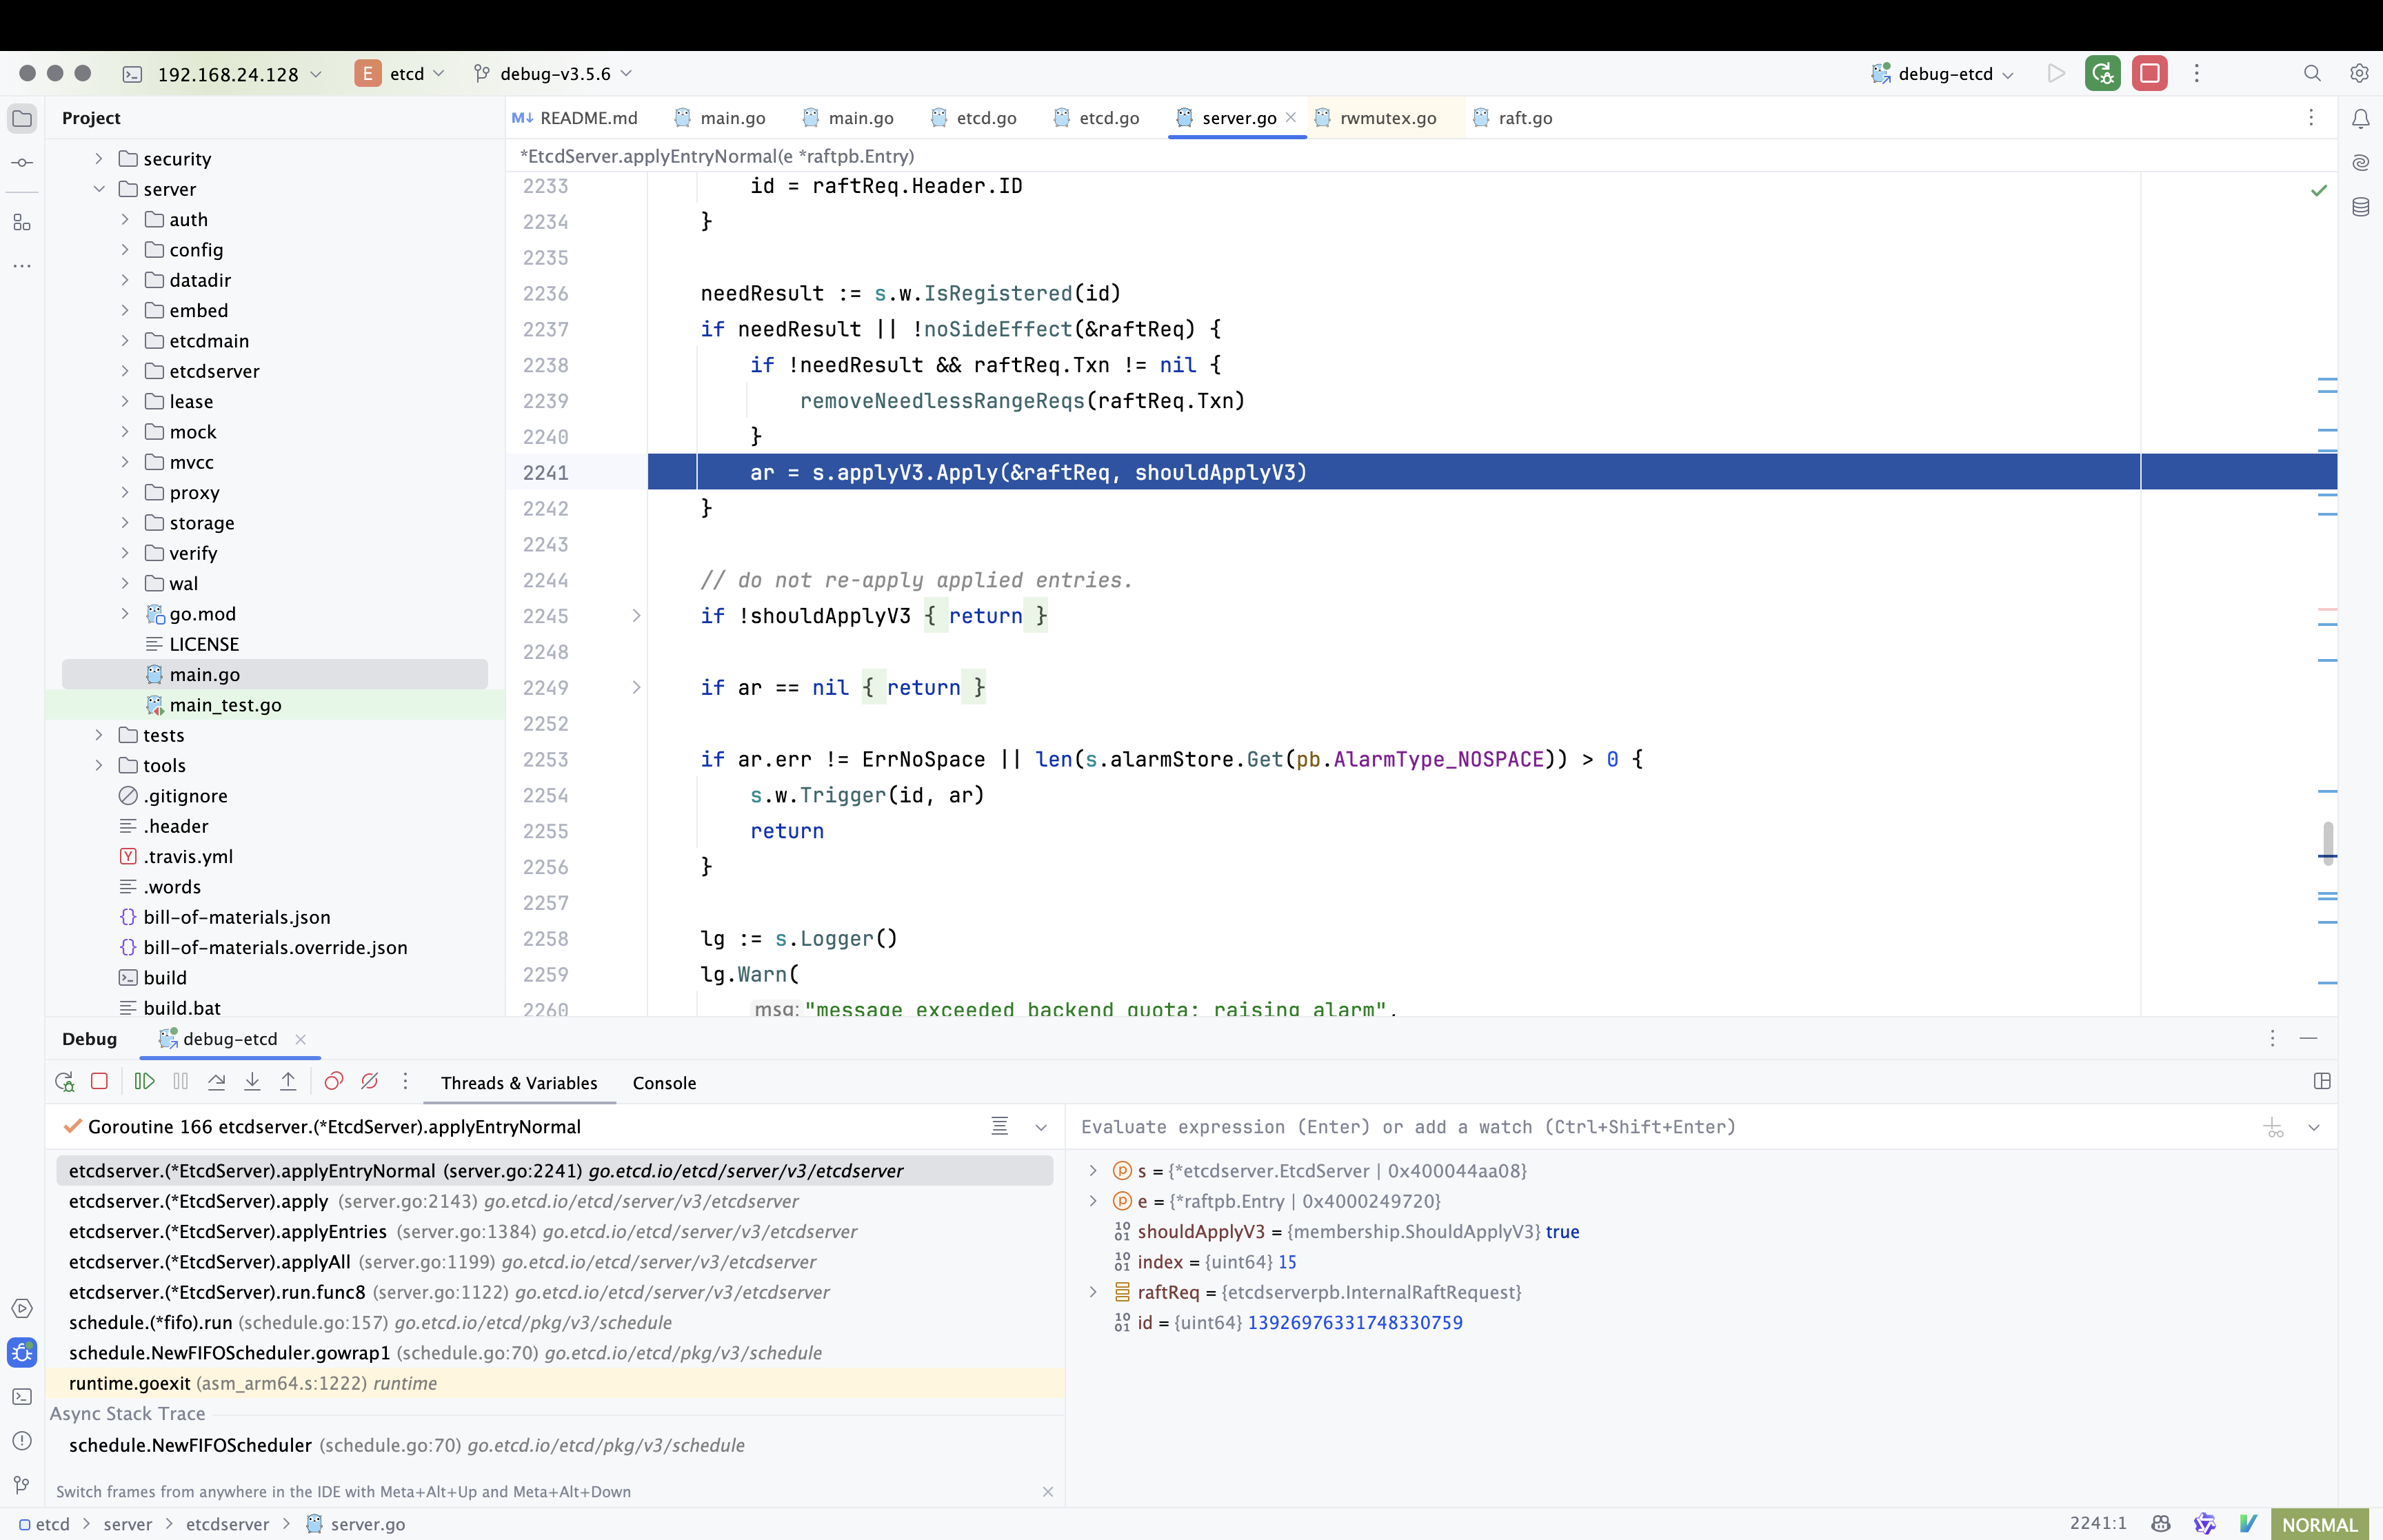 192.168.24.128
E etcd
debug-v3.5.6
debug-etcd
Project
security
server
auth
config
datadir
embed
etcdmain
etcdserver
lease
mock
mvcc
proxy
storage
verify
wal
go.mod
LICENSE
main.go
main_test.go
tests
tools
.gitignore
.header
Y .travis.yml
.words
{} bill-of-materials.json
{} bill-of-materials.override.json
build
build.bat
M↓ README.md
main.go
main.go
etcd.go
etcd.go
server.go
rwmutex.go
raft.go
*EtcdServer.applyEntryNormal(e *raftpb.Entry)
2233 id = raftReq.Header.ID
2234 }
2235
2236 needResult := s.w.IsRegistered(id)
2237 if needResult || !noSideEffect(&raftReq) {
2238 if !needResult && raftReq.Txn != nil {
2239 removeNeedlessRangeReqs(raftReq.Txn)
2240 }
2241 ar = s.applyV3.Apply(&raftReq, shouldApplyV3)
2242 }
2243
2244 // do not re-apply applied entries.
2245 if !shouldApplyV3 { return }
2248
2249 if ar == nil { return }
2252
2253 if ar.err != ErrNoSpace || len(s.alarmStore.Get(pb.AlarmType_NOSPACE)) > 0 {
2254 s.w.Trigger(id, ar)
2255 return
2256 }
2257
2258 lg := s.Logger()
2259 lg.Warn(
2260 msg: "message exceeded backend quota; raising alarm",
Debug
debug-etcd
Threads & Variables
Console
Goroutine 166 etcdserver.(*EtcdServer).applyEntryNormal
etcdserver.(*EtcdServer).applyEntryNormal (server.go:2241) go.etcd.io/etcd/server/v3/etcdserver
etcdserver.(*EtcdServer).apply (server.go:2143) go.etcd.io/etcd/server/v3/etcdserver
etcdserver.(*EtcdServer).applyEntries (server.go:1384) go.etcd.io/etcd/server/v3/etcdserver
etcdserver.(*EtcdServer).applyAll (server.go:1199) go.etcd.io/etcd/server/v3/etcdserver
etcdserver.(*EtcdServer).run.func8 (server.go:1122) go.etcd.io/etcd/server/v3/etcdserver
schedule.(*fifo).run (schedule.go:157) go.etcd.io/etcd/pkg/v3/schedule
schedule.NewFIFOScheduler.gowrap1 (schedule.go:70) go.etcd.io/etcd/pkg/v3/schedule
runtime.goexit (asm_arm64.s:1222) runtime
Async Stack Trace
schedule.NewFIFOScheduler (schedule.go:70) go.etcd.io/etcd/pkg/v3/schedule
Switch frames from anywhere in the IDE with Meta+Alt+Up and Meta+Alt+Down
Evaluate expression (Enter) or add a watch (Ctrl+Shift+Enter)
s = {*etcdserver.EtcdServer | 0x400044aa08}
e = {*raftpb.Entry | 0x4000249720}
shouldApplyV3 = {membership.ShouldApplyV3} true
index = {uint64} 15
raftReq = {etcdserverpb.InternalRaftRequest}
id = {uint64} 13926976331748330759
etcd > server > etcdserver > server.go
2241:1
NORMAL